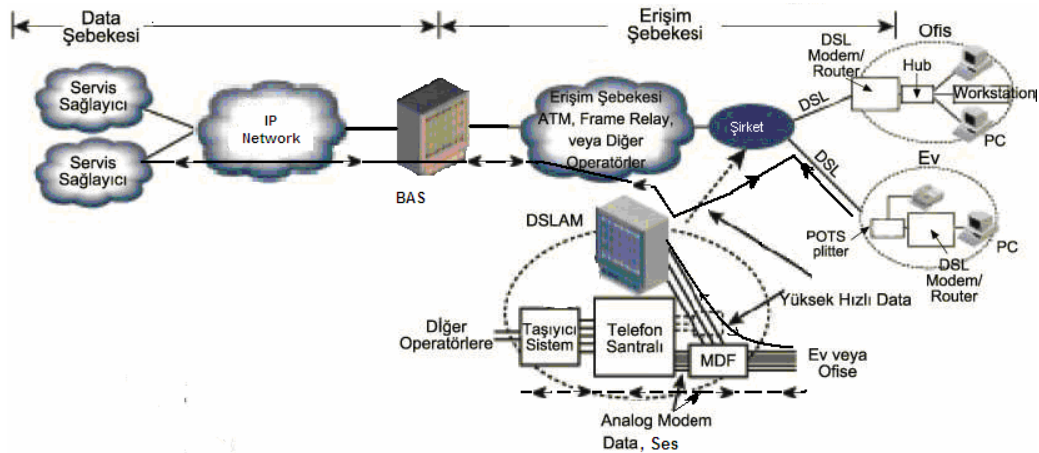 Data
Şebekesi
Erişim
Şebekesi
Servis
Sağlayıcı
Servis
Sağlayıcı
IP
Network
BAS
Erişim Şebekesi
ATM, Frame Relay,
veya Diğer
Operatörler
Şirket
DSL
DSL
DSL
Modem/
Router
Ofis
Hub
Workstation
PC
Ev
POTS
plitter
DSL
Modem/
Router
PC
DSLAM
Yüksek Hızlı Data
Diğer
Operatörlere
Taşıyıcı
Sistem
Telefon
Santralı
MDF
Ev veya
Ofise
Analog Modem
Data, Ses